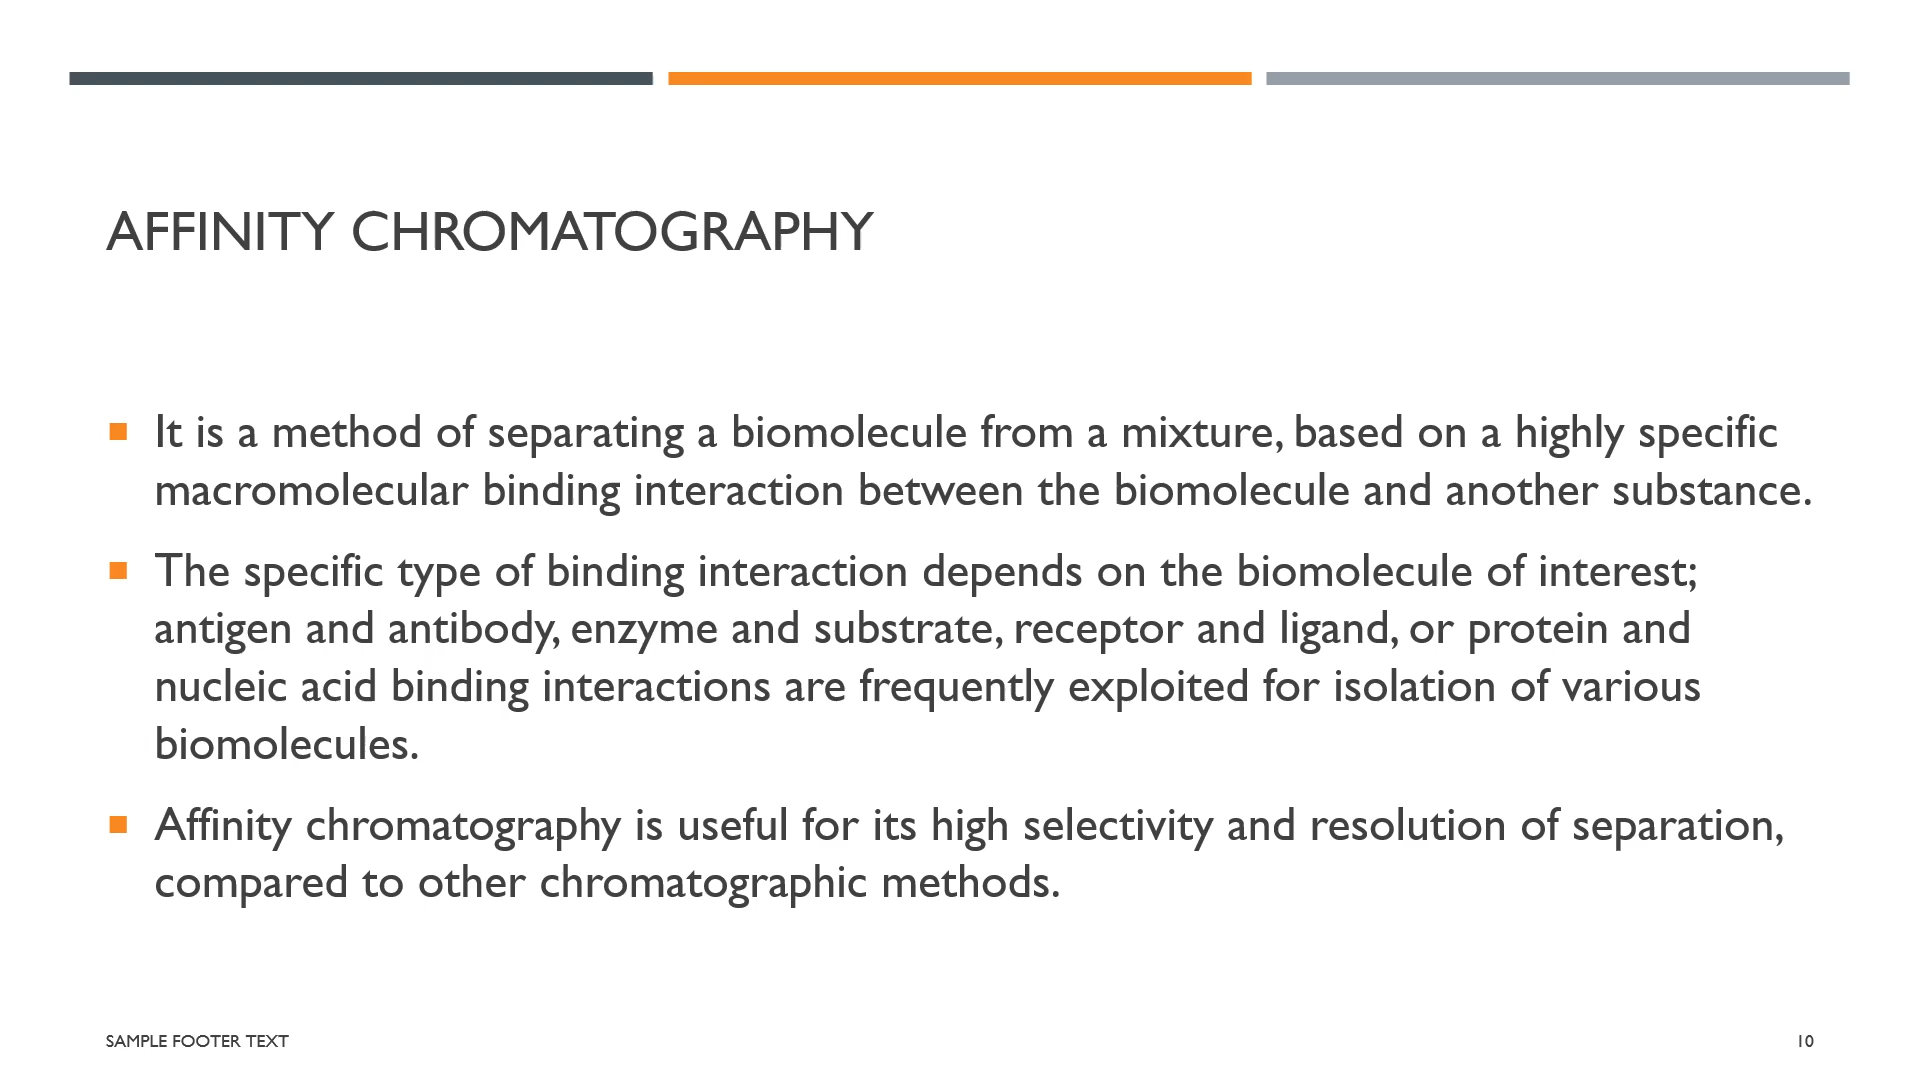 AFFINITY CHROMATOGRAPHY
It is a method of separating a biomolecule from a mixture, based on a highly specific
macromolecular binding interaction between the biomolecule and another substance.
The specific type of binding interaction depends on the biomolecule of interest;
antigen and antibody, enzyme and substrate, receptor and ligand, or protein and
nucleic acid binding interactions are frequently exploited for isolation of various
biomolecules.
Affinity chromatography is useful for its high selectivity and resolution of separation,
compared to other chromatographic methods.
SAMPLE FOOTER TEXT
10